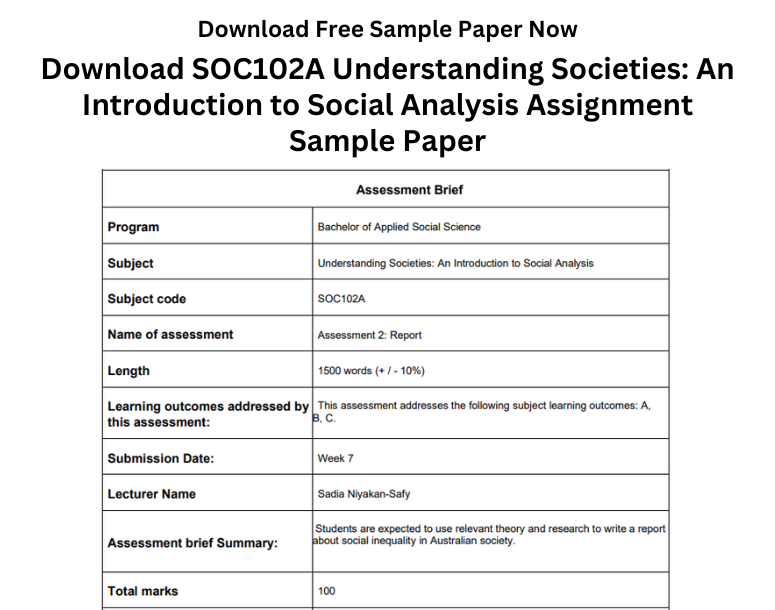 Download Free Sample Paper Now
Download SOC102A Understanding Societies: An
Introduction to Social Analysis Assignment
Sample Paper
Assessment Brief
Program
Bachelor of Applied Social Science
Subject
Understanding Societies: An Introduction to Social Analysis
Subject code
SOC102A
Name of assessment
Assessment 2: Report
Length
1500 words (+ / - 10%)
Learning outcomes addressed by
this assessment:
This assessment addresses the following subject learning outcomes: A,
B, C.
Submission Date:
Week 7
Lecturer Name
Sadia Niyakan-Safy
Assessment brief Summary:
Students are expected to use relevant theory and research to write a report
about social inequality in Australian society.
Total marks
100